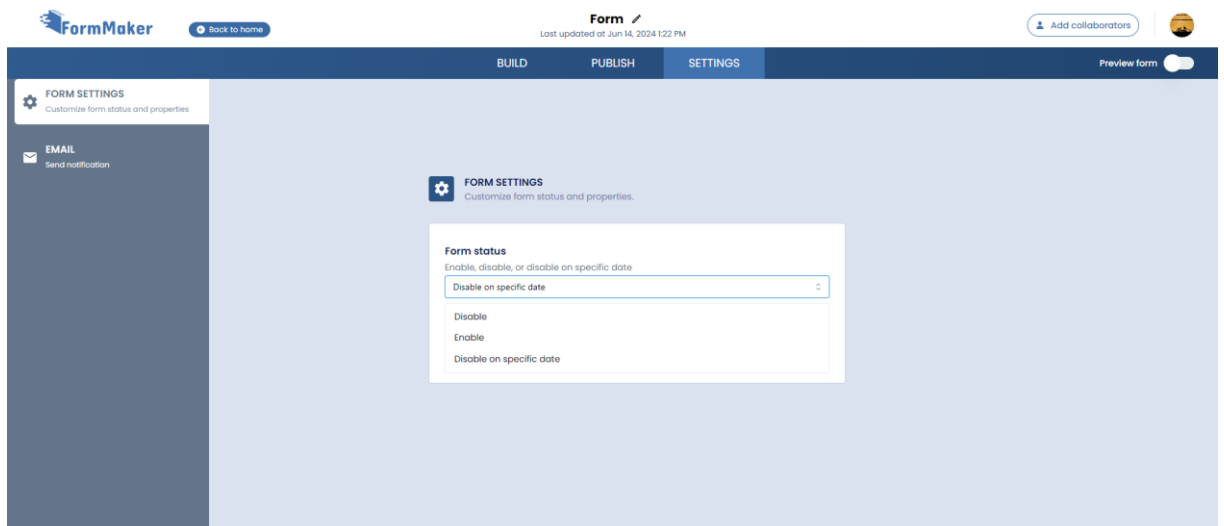 FormMaker
Back to home
Form
Last updated at Jun 14, 2024 1:22 PM
Add collaborators
BUILD
PUBLISH
SETTINGS
Preview form
FORM SETTINGS
Customize form status and properties
EMAIL
Send notification
FORM SETTINGS
Customize form status and properties.
Form status
Enable, disable, or disable on specific date
Disable on specific date
Disable
Enable
Disable on specific date